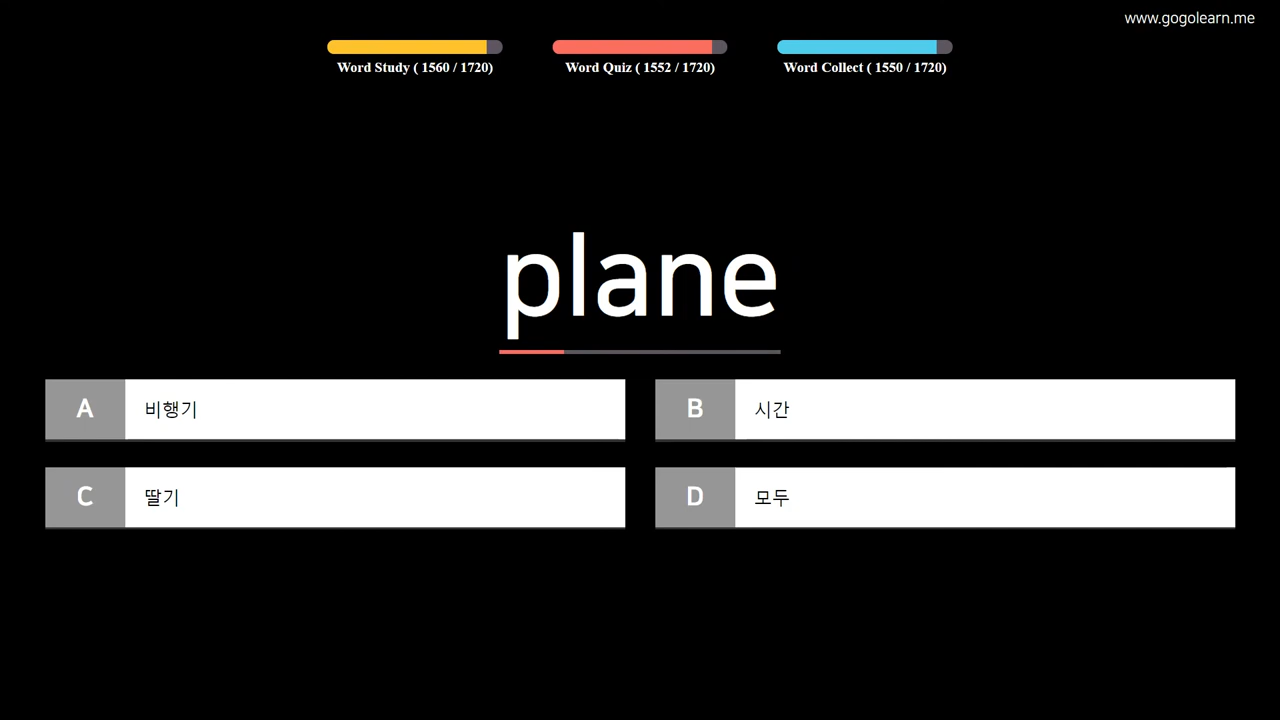 www.gogolearn.me
Word Study ( 1560 / 1720)
Word Quiz ( 1552 / 1720)
Word Collect ( 1550 / 1720)
plane
A 비행기
B 시간
C 딸기
D 모두